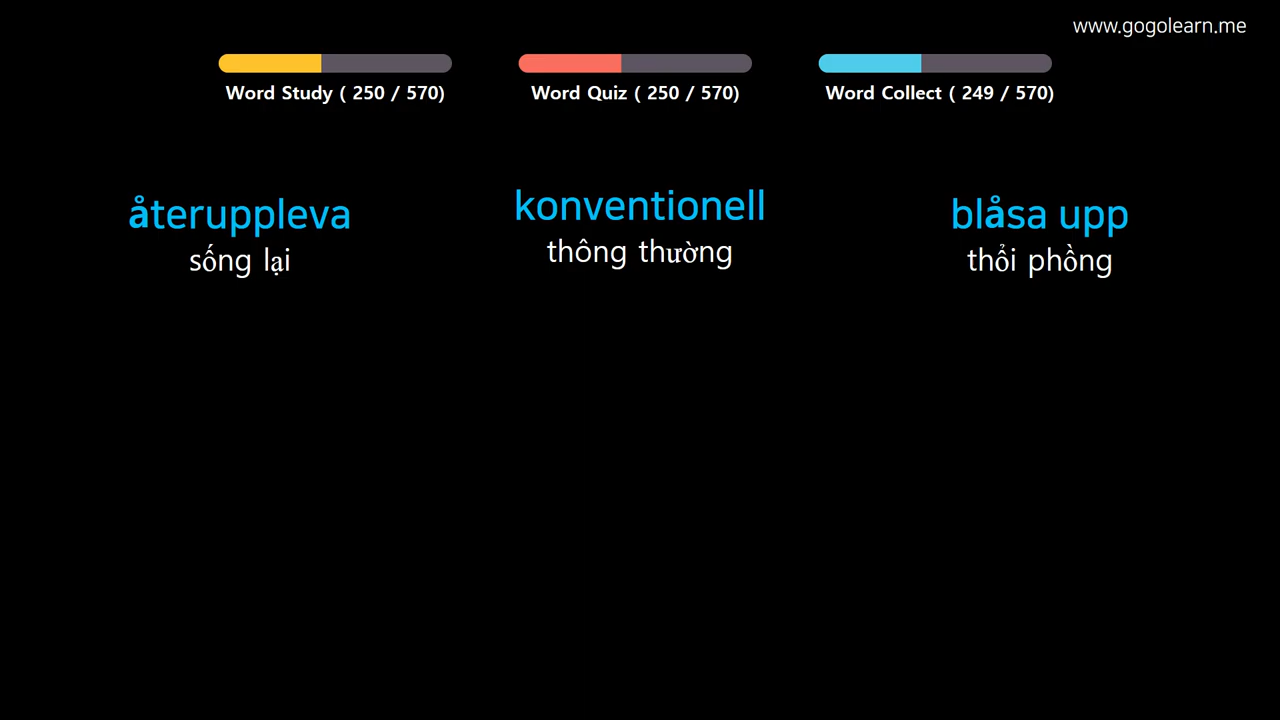 www.gogolearn.me
Word Study ( 250 / 570)
Word Quiz ( 250 / 570)
Word Collect ( 249 / 570)
återuppleva
sống lại
konventionell
thông thường
blåsa upp
thổi phồng